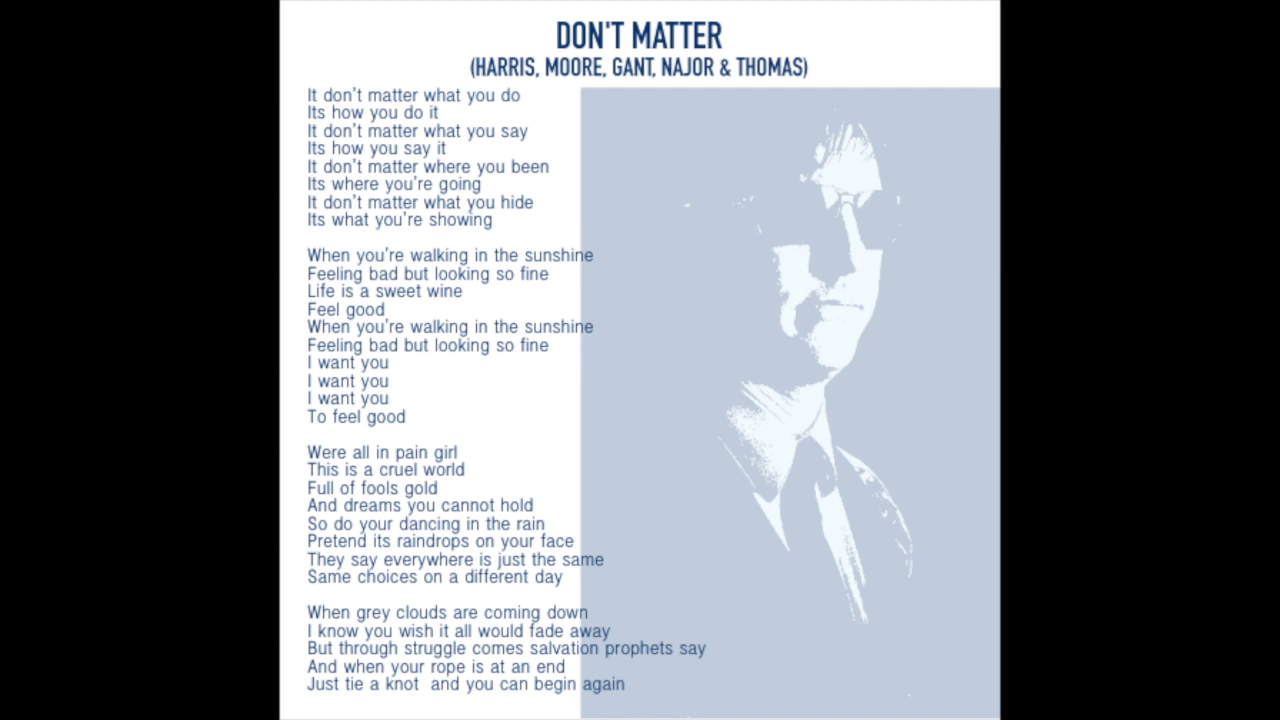 DON'T MATTER
(HARRIS, MOORE, GANT, NAJOR & THOMAS)
It don't matter what you do
Its how you do it
It don't matter what you say
Its how you say it
It don't matter where you been
Its where you're going
It don't matter what you hide
Its what you're showing
When you're walking in the sunshine
Feeling bad but looking so fine
Life is a sweet wine
Feel good
When you're walking in the sunshine
Feeling bad but looking so fine
I want you
I want you
I want you
To feel good
Were all in pain girl
This is a cruel world
Full of fools gold
And dreams you cannot hold
So do your dancing in the rain
Pretend its raindrops on your face
They say everywhere is just the same
Same choices on a different day
When grey clouds are coming down
I know you wish it all would fade away
But through struggle comes salvation prophets say
And when your rope is at an end
Just tie a knot  and you can begin again